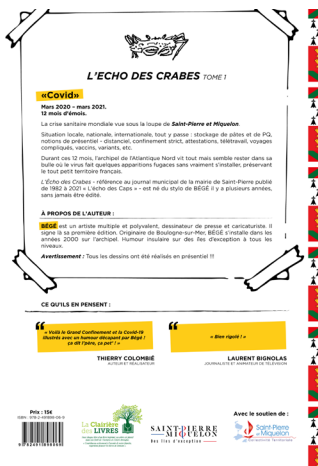 L'ECHO DES CRABES TOME 1
«Covid»
Mars 2020 – mars 2021.
12 mois d'émois.
La crise sanitaire mondiale vue sous la loupe de Saint-Pierre et Miquelon.
Situation locale, nationale, internationale, tout y passe : stockage de pâtes et de PQ,
notions de présentiel - distanciel, confinement strict, attestations, télétravail, voyages
compliqués, vaccins, variants, etc.
Durant ces 12 mois, l'archipel de l'Atlantique Nord vit tout mais semble rester dans sa
bulle où le virus fait quelques apparitions fugaces sans vraiment s'installer, préservant
le tout petit territoire français.
L'Écho des Crabes - référence au journal municipal de la mairie de Saint-Pierre publié
de 1982 à 2021 « L'écho des Caps » - est né du stylo de BÉGÉ il y a plusieurs années,
sans jamais être édité.
À PROPOS DE L'AUTEUR :
BÉGÉ est un artiste multiple et polyvalent, dessinateur de presse et caricaturiste. Il
signe là sa première édition. Originaire de Boulogne-sur-Mer, BÉGÉ s'installe dans les
années 2000 sur l'archipel. Humour insulaire sur des îles d'exception à tous les
niveaux.
Avertissement : Tous les dessins ont été réalisés en présentiel !!!
CE QU'ILS EN PENSENT :
« Voilà le Grand Confinement et la Covid-19
illustrés avec un humour décapant par Bégé !
Ça dit l'père, ça pet' ! »
THIERRY COLOMBIÉ
AUTEUR ET RÉALISATEUR
« Bien rigolé ! »
LAURENT BIGNOLAS
JOURNALISTE ET ANIMATEUR DE TÉLÉVISION
Prix : 15€
La Clairière
des LIVRES
SAINT-PIERRE
MIQUELON
Des îles d'exception
Avec le soutien de :
Saint-Pierre
et Miquelon
Collectivité Territoriale